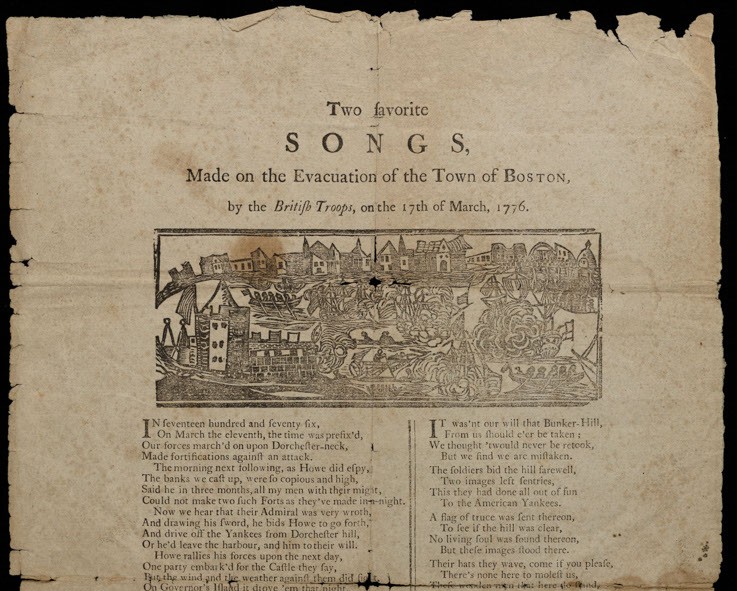 Two favorite
SONGS,
Made on the Evacuation of the Town of BOSTON,
by the Britiſh Troops, on the 17th of March, 1776.
IN ſeventeen hundred and ſeventy ſix,
On March the eleventh, the time was prefix'd,
Our forces march'd on upon Dorcheſter-neck,
Made fortifications againſt an attack.
The morning next following, as Howe did eſpy,
The banks we caſt up, were ſo copious and high,
Said he in three months, all my men with their might,
Could not make two ſuch Forts as they've made in a night.
Now we hear that their Admiral was very wroth,
And drawing his ſword, he bids Howe to go forth,
And drive off the Yankees from Dorcheſter hill,
Or he'd leave the harbour, and him to their will.
Howe rallies his forces upon the next day,
One party embark'd for the Caſtle they ſay,
But the wind and the weather againſt them did
On Governor's Iſland it drove 'em that night.
IT was'nt our will that Bunker-Hill,
From us ſhould e'er be taken;
We thought 'twould never be retook,
But we find we are miſtaken.
The ſoldiers bid the hill farewell,
Two images left ſentries,
This they had done all out of fun
To the American Yankees.
A flag of truce was ſent thereon,
To ſee if the hill was clear,
No living ſoul was found thereon,
But theſe images ſtood there.
Their hats they wave, come if you pleaſe,
There's none here to moleſt us,
Theſe wooden men that here do ſtand,